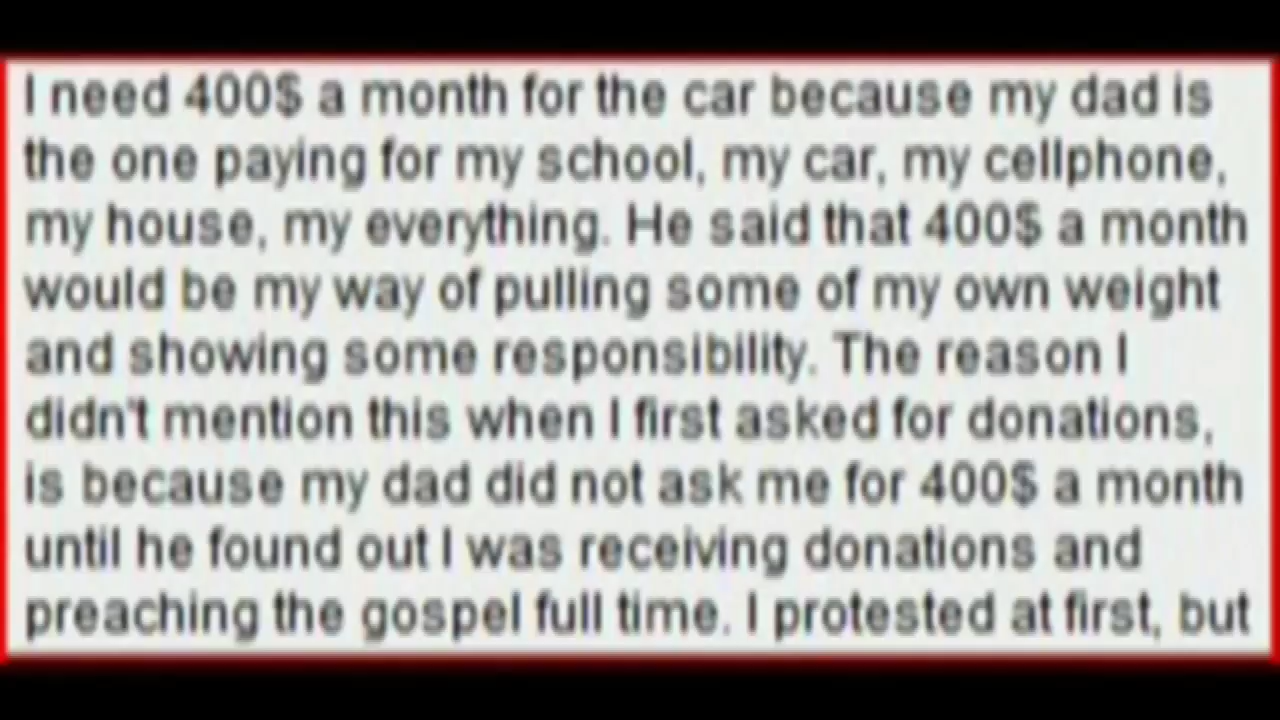 I need 400$ a month for the car because my dad is
the one paying for my school, my car, my cellphone,
my house, my everything. He said that 400$ a month
would be my way of pulling some of my own weight
and showing some responsibility. The reason I
didn't mention this when I first asked for donations,
is because my dad did not ask me for 400$ a month
until he found out I was receiving donations and
preaching the gospel full time. I protested at first, but